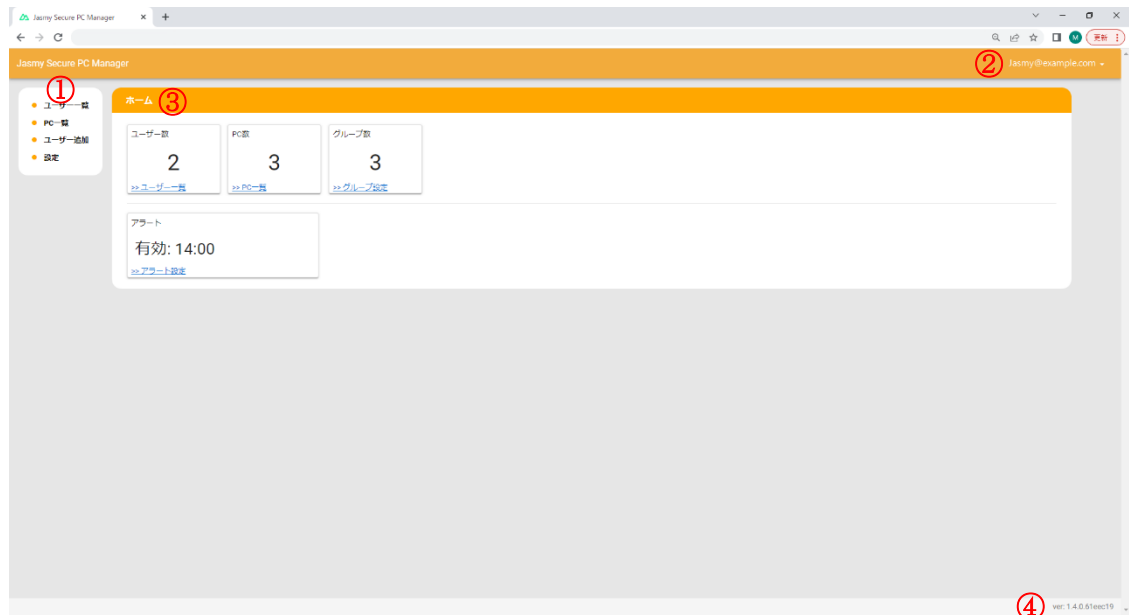 Jasmy Secure PC Manager
M 更新
Jasmy Secure PC Manager
② Jasmy@example.com
①
ユーザー一覧
PC一覧
ユーザー追加
設定
ホーム ③
ユーザー数 PC数 グループ数
2 3 3
>> ユーザー一覧 >> PC一覧 >> グループ設定
アラート
有効: 14:00
>> アラート設定
④ ver: 1.4.0.61eec19